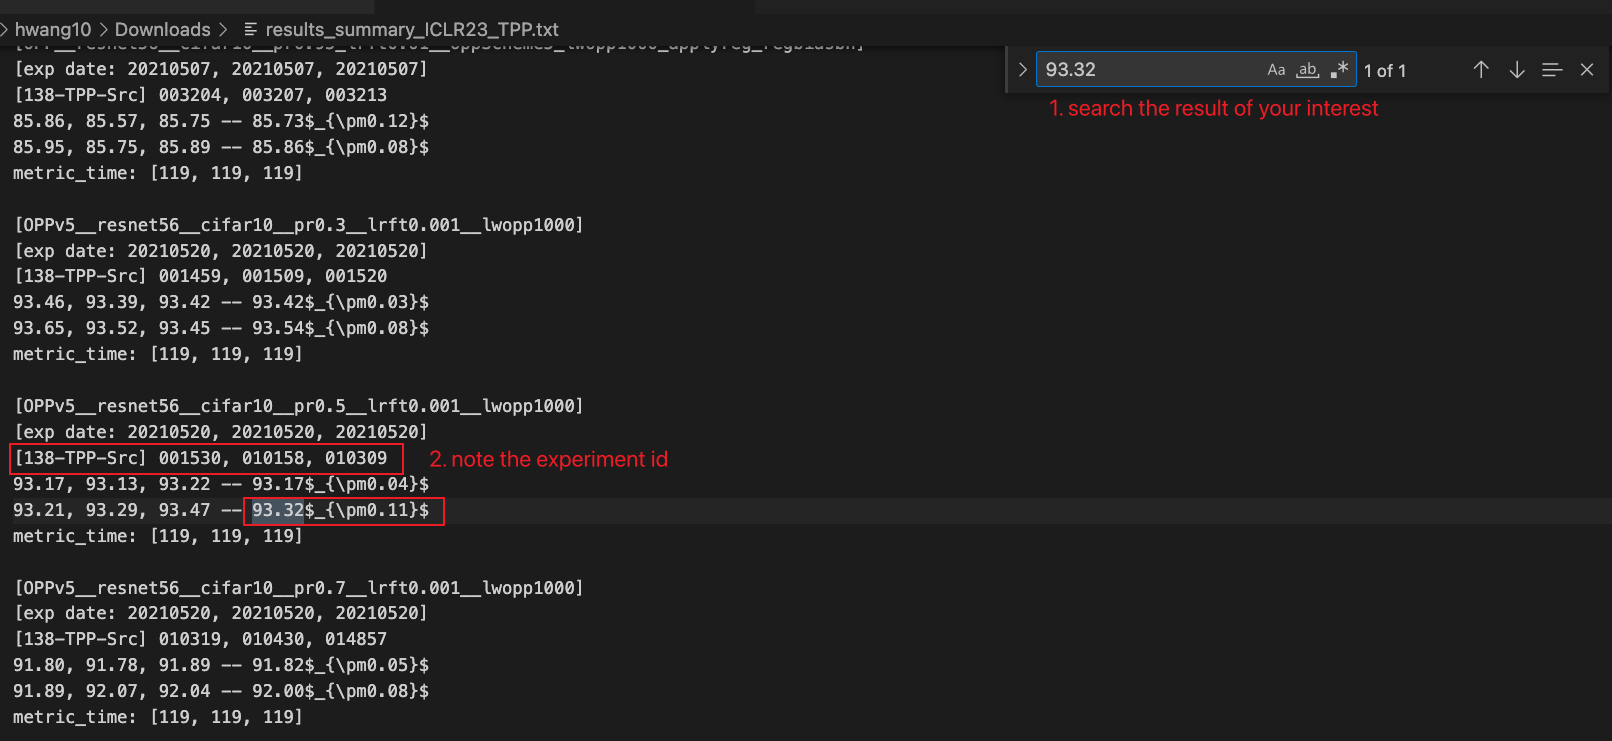 hwang10 > Downloads > results_summary_ICLR23_TPP.txt
[exp date: 20210507, 20210507, 20210507]
[138-TPP-Src] 003204, 003207, 003213
85.86, 85.57, 85.75 -- 85.73$_{\pm0.12}$
85.95, 85.75, 85.89 -- 85.86$_{\pm0.08}$
metric_time: [119, 119, 119]
93.32
Aa ab .* 1 of 1
1. search the result of your interest
[OPPv5__resnet56__cifar10__pr0.3__lrft0.001__lwopp1000]
[exp date: 20210520, 20210520, 20210520]
[138-TPP-Src] 001459, 001509, 001520
93.46, 93.39, 93.42 -- 93.42$_{\pm0.03}$
93.65, 93.52, 93.45 -- 93.54$_{\pm0.08}$
metric_time: [119, 119, 119]
[OPPv5__resnet56__cifar10__pr0.5__lrft0.001__lwopp1000]
[exp date: 20210520, 20210520, 20210520]
[138-TPP-Src] 001530, 010158, 010309
2. note the experiment id
93.17, 93.13, 93.22 -- 93.17$_{\pm0.04}$
93.21, 93.29, 93.47 -- 93.32$_{\pm0.11}$
metric_time: [119, 119, 119]
[OPPv5__resnet56__cifar10__pr0.7__lrft0.001__lwopp1000]
[exp date: 20210520, 20210520, 20210520]
[138-TPP-Src] 010319, 010430, 014857
91.80, 91.78, 91.89 -- 91.82$_{\pm0.05}$
91.89, 92.07, 92.04 -- 92.00$_{\pm0.08}$
metric_time: [119, 119, 119]